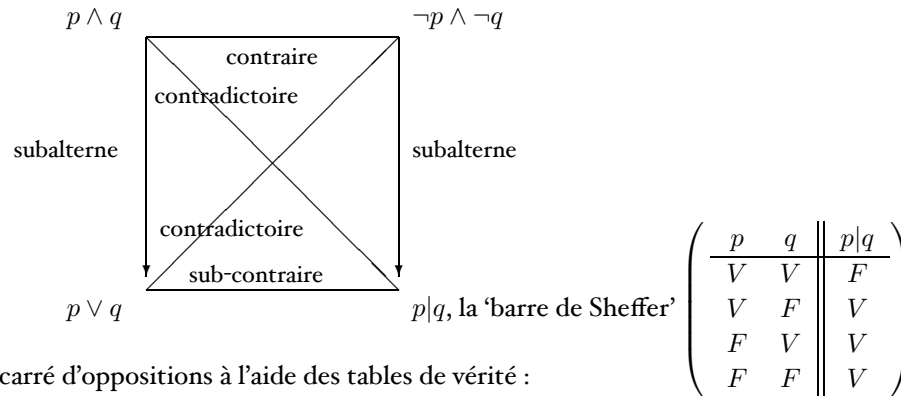 p ∧ q ¬p ∧ ¬q
contraire
contradictoire
subalterne subalterne
contradictoire
sub-contraire
p ∨ q p|q, la ‘barre de Sheffer’
p q p|q
V V F
V F V
F V V
F F V
carré d'oppositions à l'aide des tables de vérité :